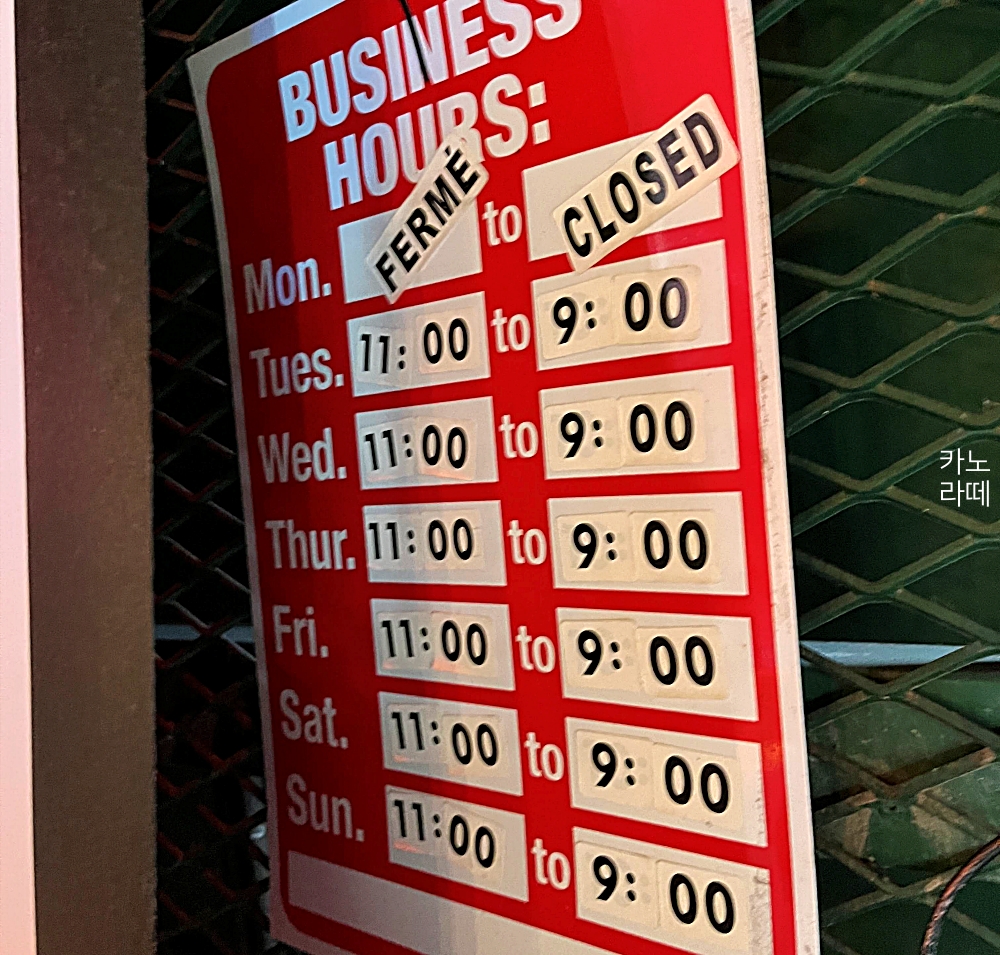 BUSINESS
HOURS:
Mon. FERMÉ to CLOSED
Tues. 11:00 to 9:00
Wed. 11:00 to 9:00
Thur. 11:00 to 9:00
Fri. 11:00 to 9:00
Sat. 11:00 to 9:00
Sun. 11:00 to 9:00
카노
라떼